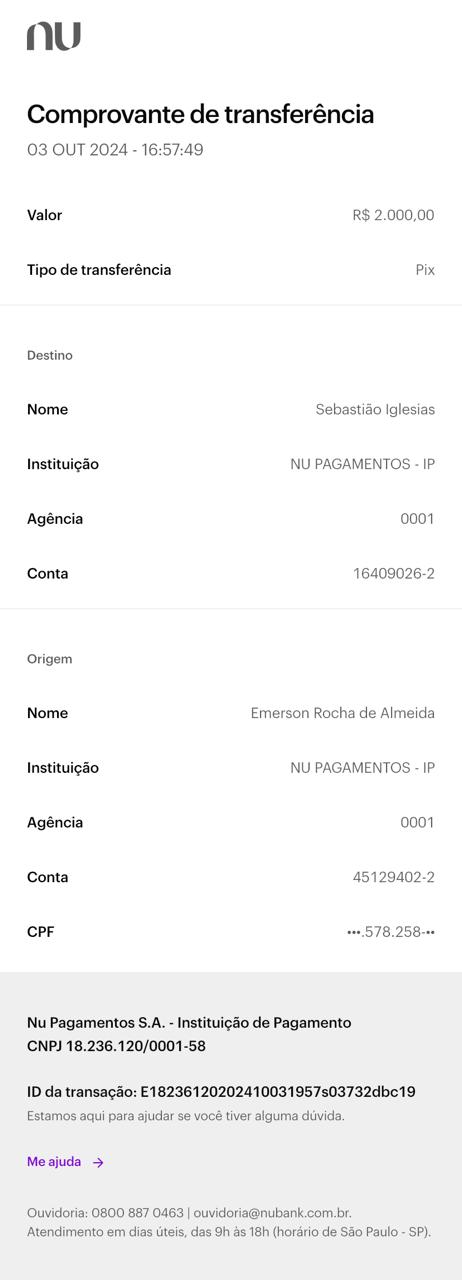 nu
Comprovante de transferência
03 OUT 2024 - 16:57:49
Valor R$ 2.000,00
Tipo de transferência Pix
Destino
Nome Sebastião Iglesias
Instituição NU PAGAMENTOS - IP
Agência 0001
Conta 16409026-2
Origem
Nome Emerson Rocha de Almeida
Instituição NU PAGAMENTOS - IP
Agência 0001
Conta 45129402-2
CPF •••.578.258-••
Nu Pagamentos S.A. - Instituição de Pagamento
CNPJ 18.236.120/0001-58
ID da transação: E18236120202410031957s03732dbc19
Estamos aqui para ajudar se você tiver alguma dúvida.
Me ajuda →
Ouvidoria: 0800 887 0463 | ouvidoria@nubank.com.br.
Atendimento em dias úteis, das 9h às 18h (horário de São Paulo - SP).